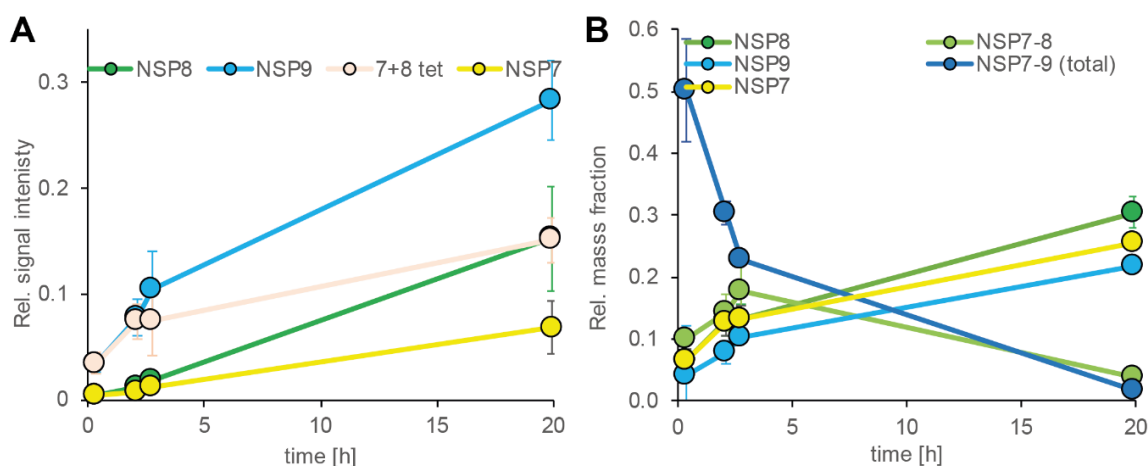 A
Rel. signal intenisty
0.3
0.2
0.1
0
NSP8 NSP9 7+8 tet NSP7
0 5 10 15 20
time [h]
B
Rel. masss fraction
0.6
0.5
0.4
0.3
0.2
0.1
0.0
NSP8 NSP7-8
NSP9 NSP7-9 (total)
NSP7
0 5 10 15 20
time [h]